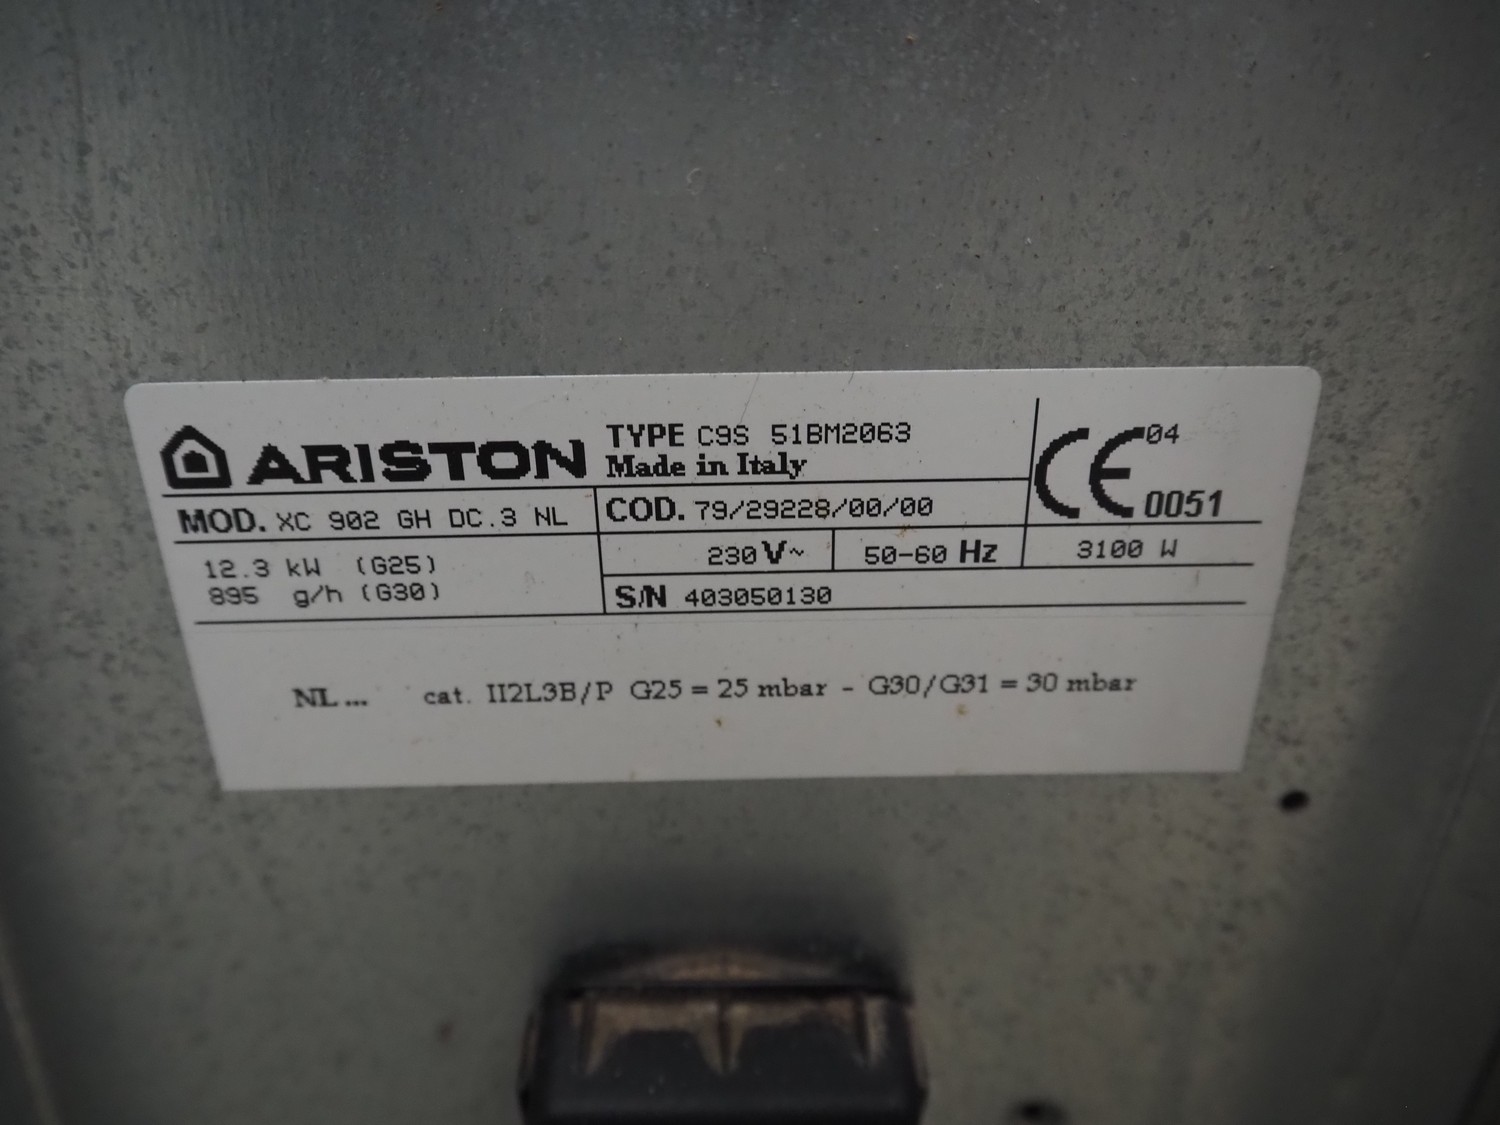 ARISTON
TYPE C9S 51BM2063
Made in Italy
CE 04
0051
MOD. XC 902 GH DC.3 NL
COD. 79/29228/00/00
12.3 kW (G25)
895 g/h (G30)
230 V~
50-60 Hz
3100 W
S/N 403050130
NL ... cat. II2L3B/P G25 = 25 mbar - G30/G31 = 30 mbar